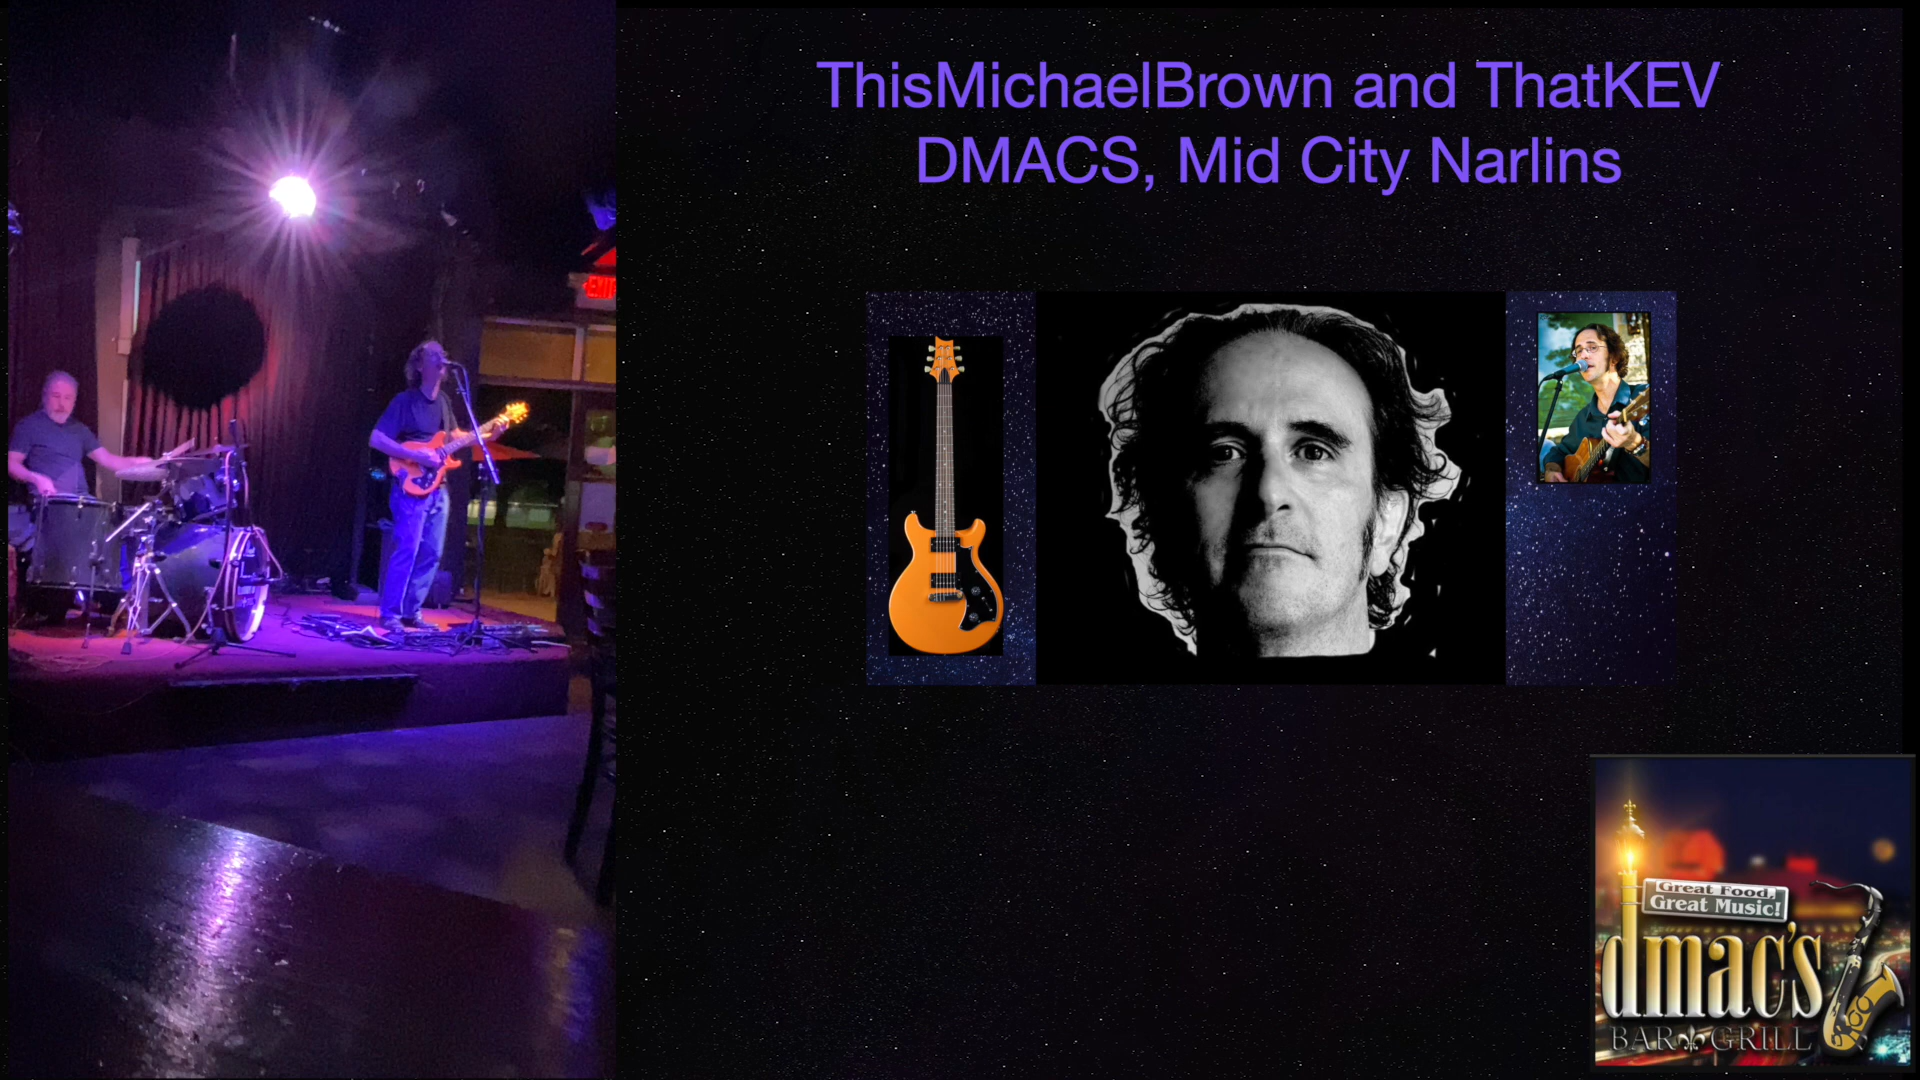 ThisMichaelBrown and ThatKEV
DMACS, Mid City Narlins
EXIT
Great Food,
Great Music!
dmac's
BAR GRILL